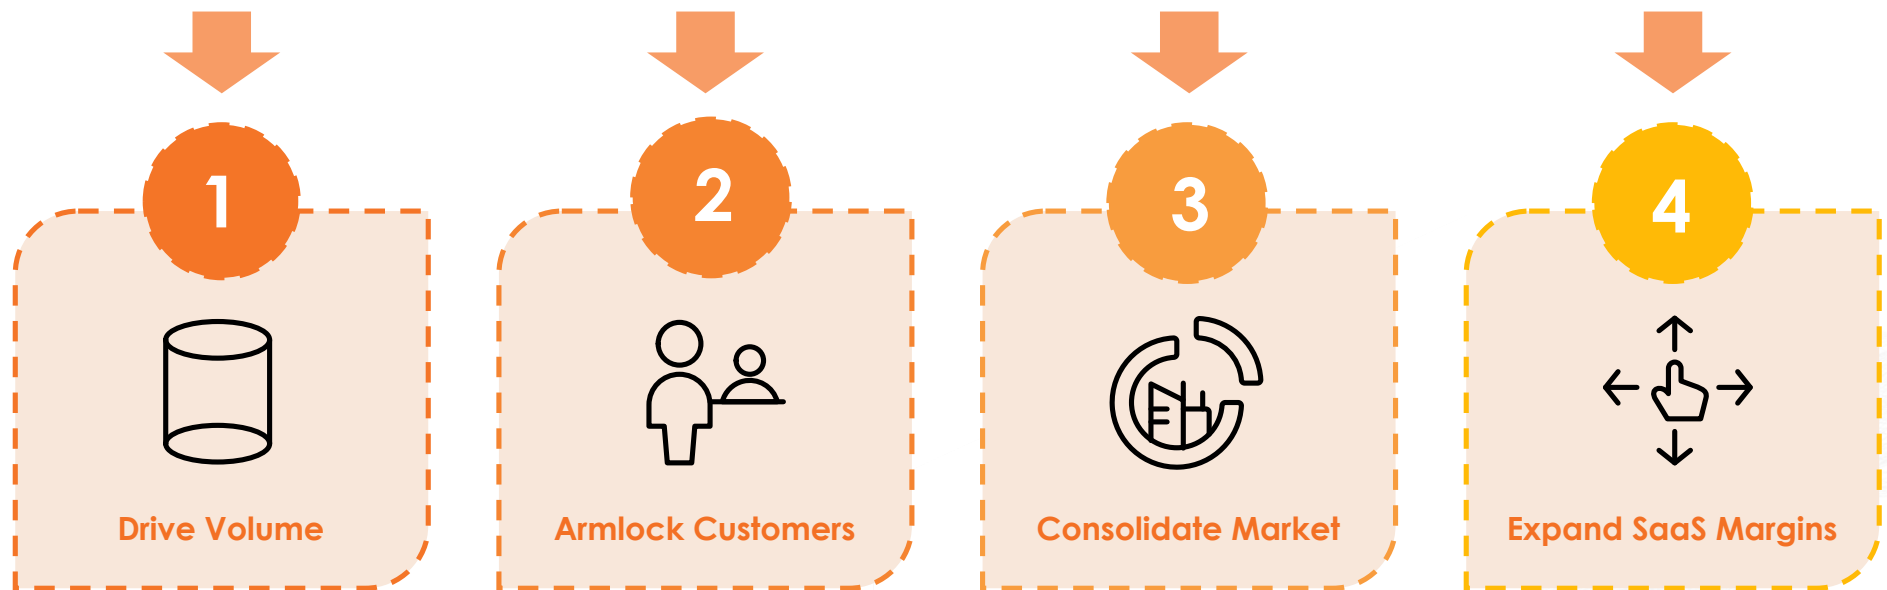 1
2
3
4
Drive Volume
Armlock Customers
Consolidate Market
Expand SaaS Margins